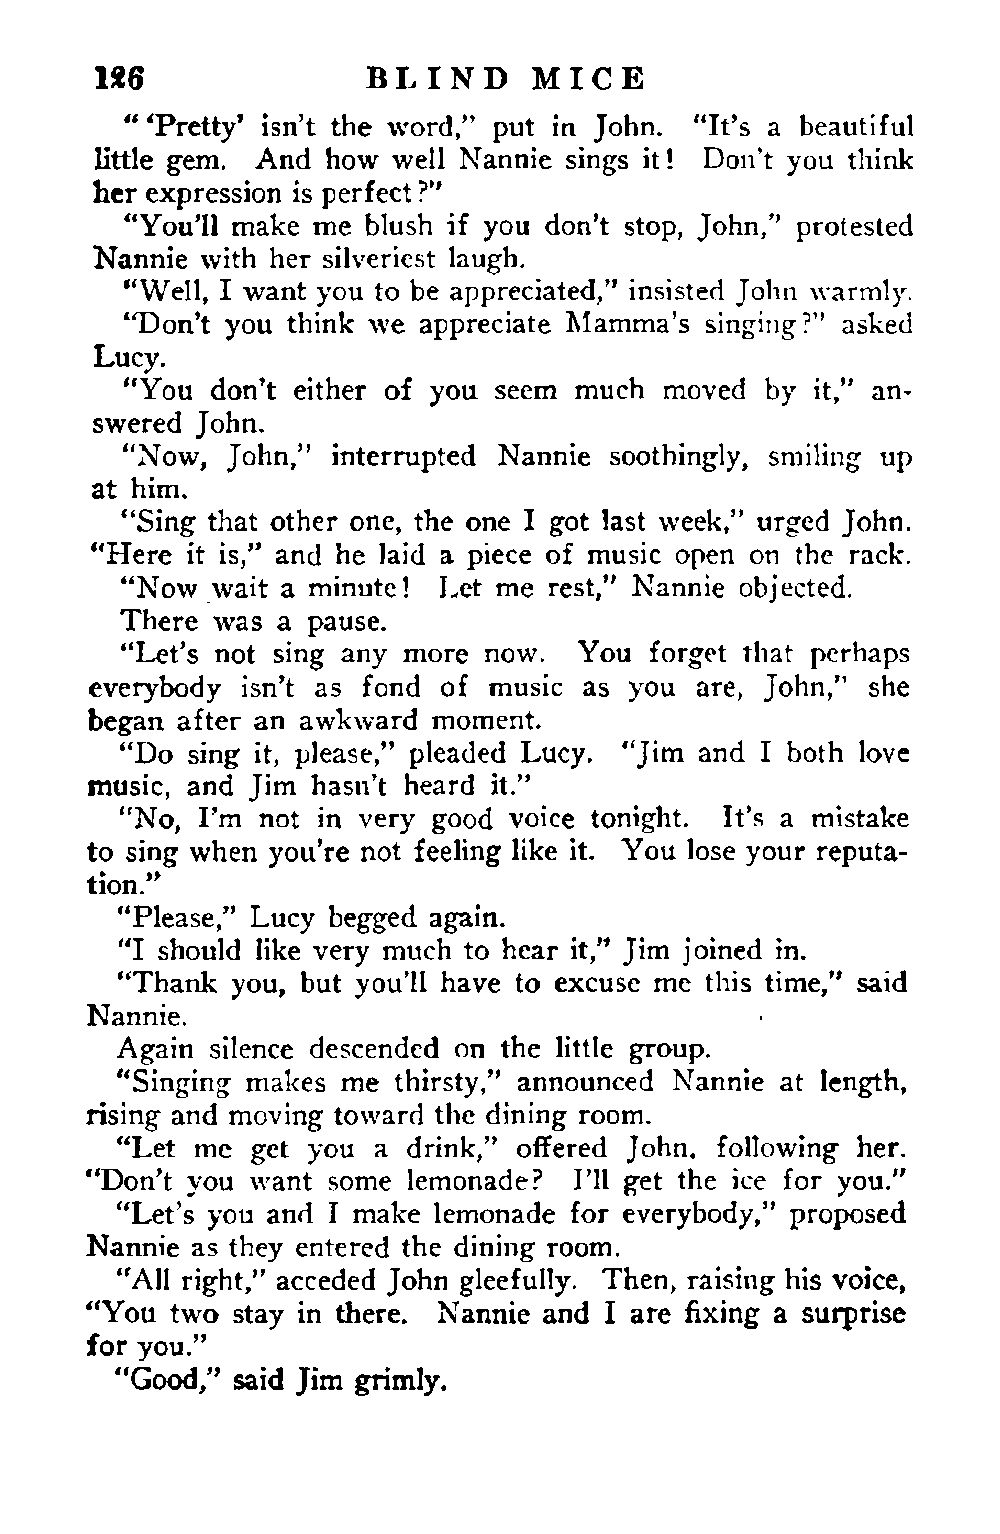 126 BLIND MICE
“‘Pretty’ isn’t the word,” put in John. “It’s a beautiful
little gem. And how well Nannie sings it! Don’t you think
her expression is perfect?”
“You’ll make me blush if you don’t stop, John,” protested
Nannie with her silveriest laugh.
“Well, I want you to be appreciated,” insisted John warmly.
“Don’t you think we appreciate Mamma’s singing?” asked
Lucy.
“You don’t either of you seem much moved by it,” an-
swered John.
“Now, John,” interrupted Nannie soothingly, smiling up
at him.
“Sing that other one, the one I got last week,” urged John.
“Here it is,” and he laid a piece of music open on the rack.
“Now wait a minute! Let me rest,” Nannie objected.
There was a pause.
“Let’s not sing any more now. You forget that perhaps
everybody isn’t as fond of music as you are, John,” she
began after an awkward moment.
“Do sing it, please,” pleaded Lucy. “Jim and I both love
music, and Jim hasn’t heard it.”
“No, I’m not in very good voice tonight. It’s a mistake
to sing when you’re not feeling like it. You lose your reputa-
tion.”
“Please,” Lucy begged again.
“I should like very much to hear it,” Jim joined in.
“Thank you, but you’ll have to excuse me this time,” said
Nannie.
Again silence descended on the little group.
“Singing makes me thirsty,” announced Nannie at length,
rising and moving toward the dining room.
“Let me get you a drink,” offered John, following her.
“Don’t you want some lemonade? I’ll get the ice for you.”
“Let’s you and I make lemonade for everybody,” proposed
Nannie as they entered the dining room.
“All right,” acceded John gleefully. Then, raising his voice,
“You two stay in there. Nannie and I are fixing a surprise
for you.”
“Good,” said Jim grimly.